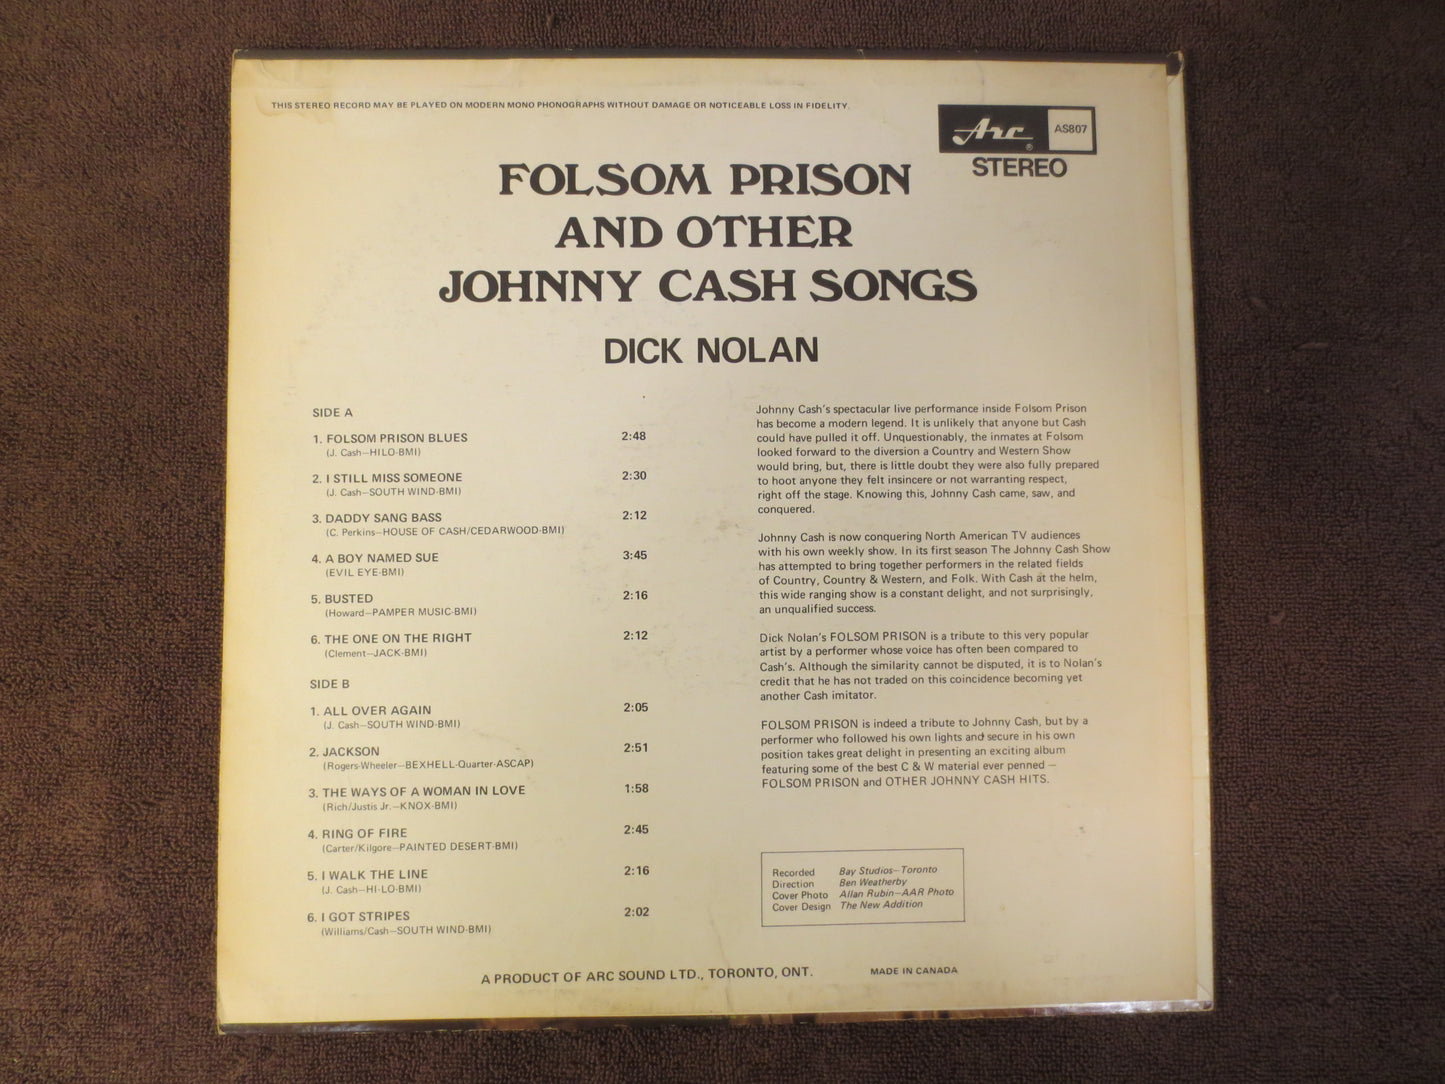 THIS STEREO RECORD MAY BE PLAYED ON MODERN MONO PHONOGRAPHS WITHOUT DAMAGE OR NOTICEABLE LOSS IN FIDELITY.
Arc ® AS807
STEREO
FOLSOM PRISON
AND OTHER
JOHNNY CASH SONGS
DICK NOLAN
SIDE A
1. FOLSOM PRISON BLUES 2:48
(J. Cash—HILO-BMI)
2. I STILL MISS SOMEONE 2:30
(J. Cash—SOUTH WIND-BMI)
3. DADDY SANG BASS 2:12
(C. Perkins—HOUSE OF CASH/CEDARWOOD-BMI)
4. A BOY NAMED SUE 3:45
(EVIL EYE-BMI)
5. BUSTED 2:16
(Howard—PAMPER MUSIC-BMI)
6. THE ONE ON THE RIGHT 2:12
(Clement—JACK-BMI)
SIDE B
1. ALL OVER AGAIN 2:05
(J. Cash—SOUTH WIND-BMI)
2. JACKSON 2:51
(Rogers-Wheeler—BEXHELL-Quarter-ASCAP)
3. THE WAYS OF A WOMAN IN LOVE 1:58
(Rich/Justis Jr.—KNOX-BMI)
4. RING OF FIRE 2:45
(Carter/Kilgore—PAINTED DESERT-BMI)
5. I WALK THE LINE 2:16
(J. Cash—HI-LO-BMI)
6. I GOT STRIPES 2:02
(Williams/Cash—SOUTH WIND-BMI)
Johnny Cash's spectacular live performance inside Folsom Prison
has become a modern legend. It is unlikely that anyone but Cash
could have pulled it off. Unquestionably, the inmates at Folsom
looked forward to the diversion a Country and Western Show
would bring, but, there is little doubt they were also fully prepared
to hoot anyone they felt insincere or not warranting respect,
right off the stage. Knowing this, Johnny Cash came, saw, and
conquered.
Johnny Cash is now conquering North American TV audiences
with his own weekly show. In its first season The Johnny Cash Show
has attempted to bring together performers in the related fields
of Country, Country & Western, and Folk. With Cash at the helm,
this wide ranging show is a constant delight, and not surprisingly,
an unqualified success.
Dick Nolan's FOLSOM PRISON is a tribute to this very popular
artist by a performer whose voice has often been compared to
Cash's. Although the similarity cannot be disputed, it is to Nolan's
credit that he has not traded on this coincidence becoming yet
another Cash imitator.
FOLSOM PRISON is indeed a tribute to Johnny Cash, but by a
performer who followed his own lights and secure in his own
position takes great delight in presenting an exciting album
featuring some of the best C & W material ever penned —
FOLSOM PRISON and OTHER JOHNNY CASH HITS.
Recorded Bay Studios—Toronto
Direction Ben Weatherby
Cover Photo Allan Rubin—AAR Photo
Cover Design The New Addition
A PRODUCT OF ARC SOUND LTD., TORONTO, ONT. MADE IN CANADA